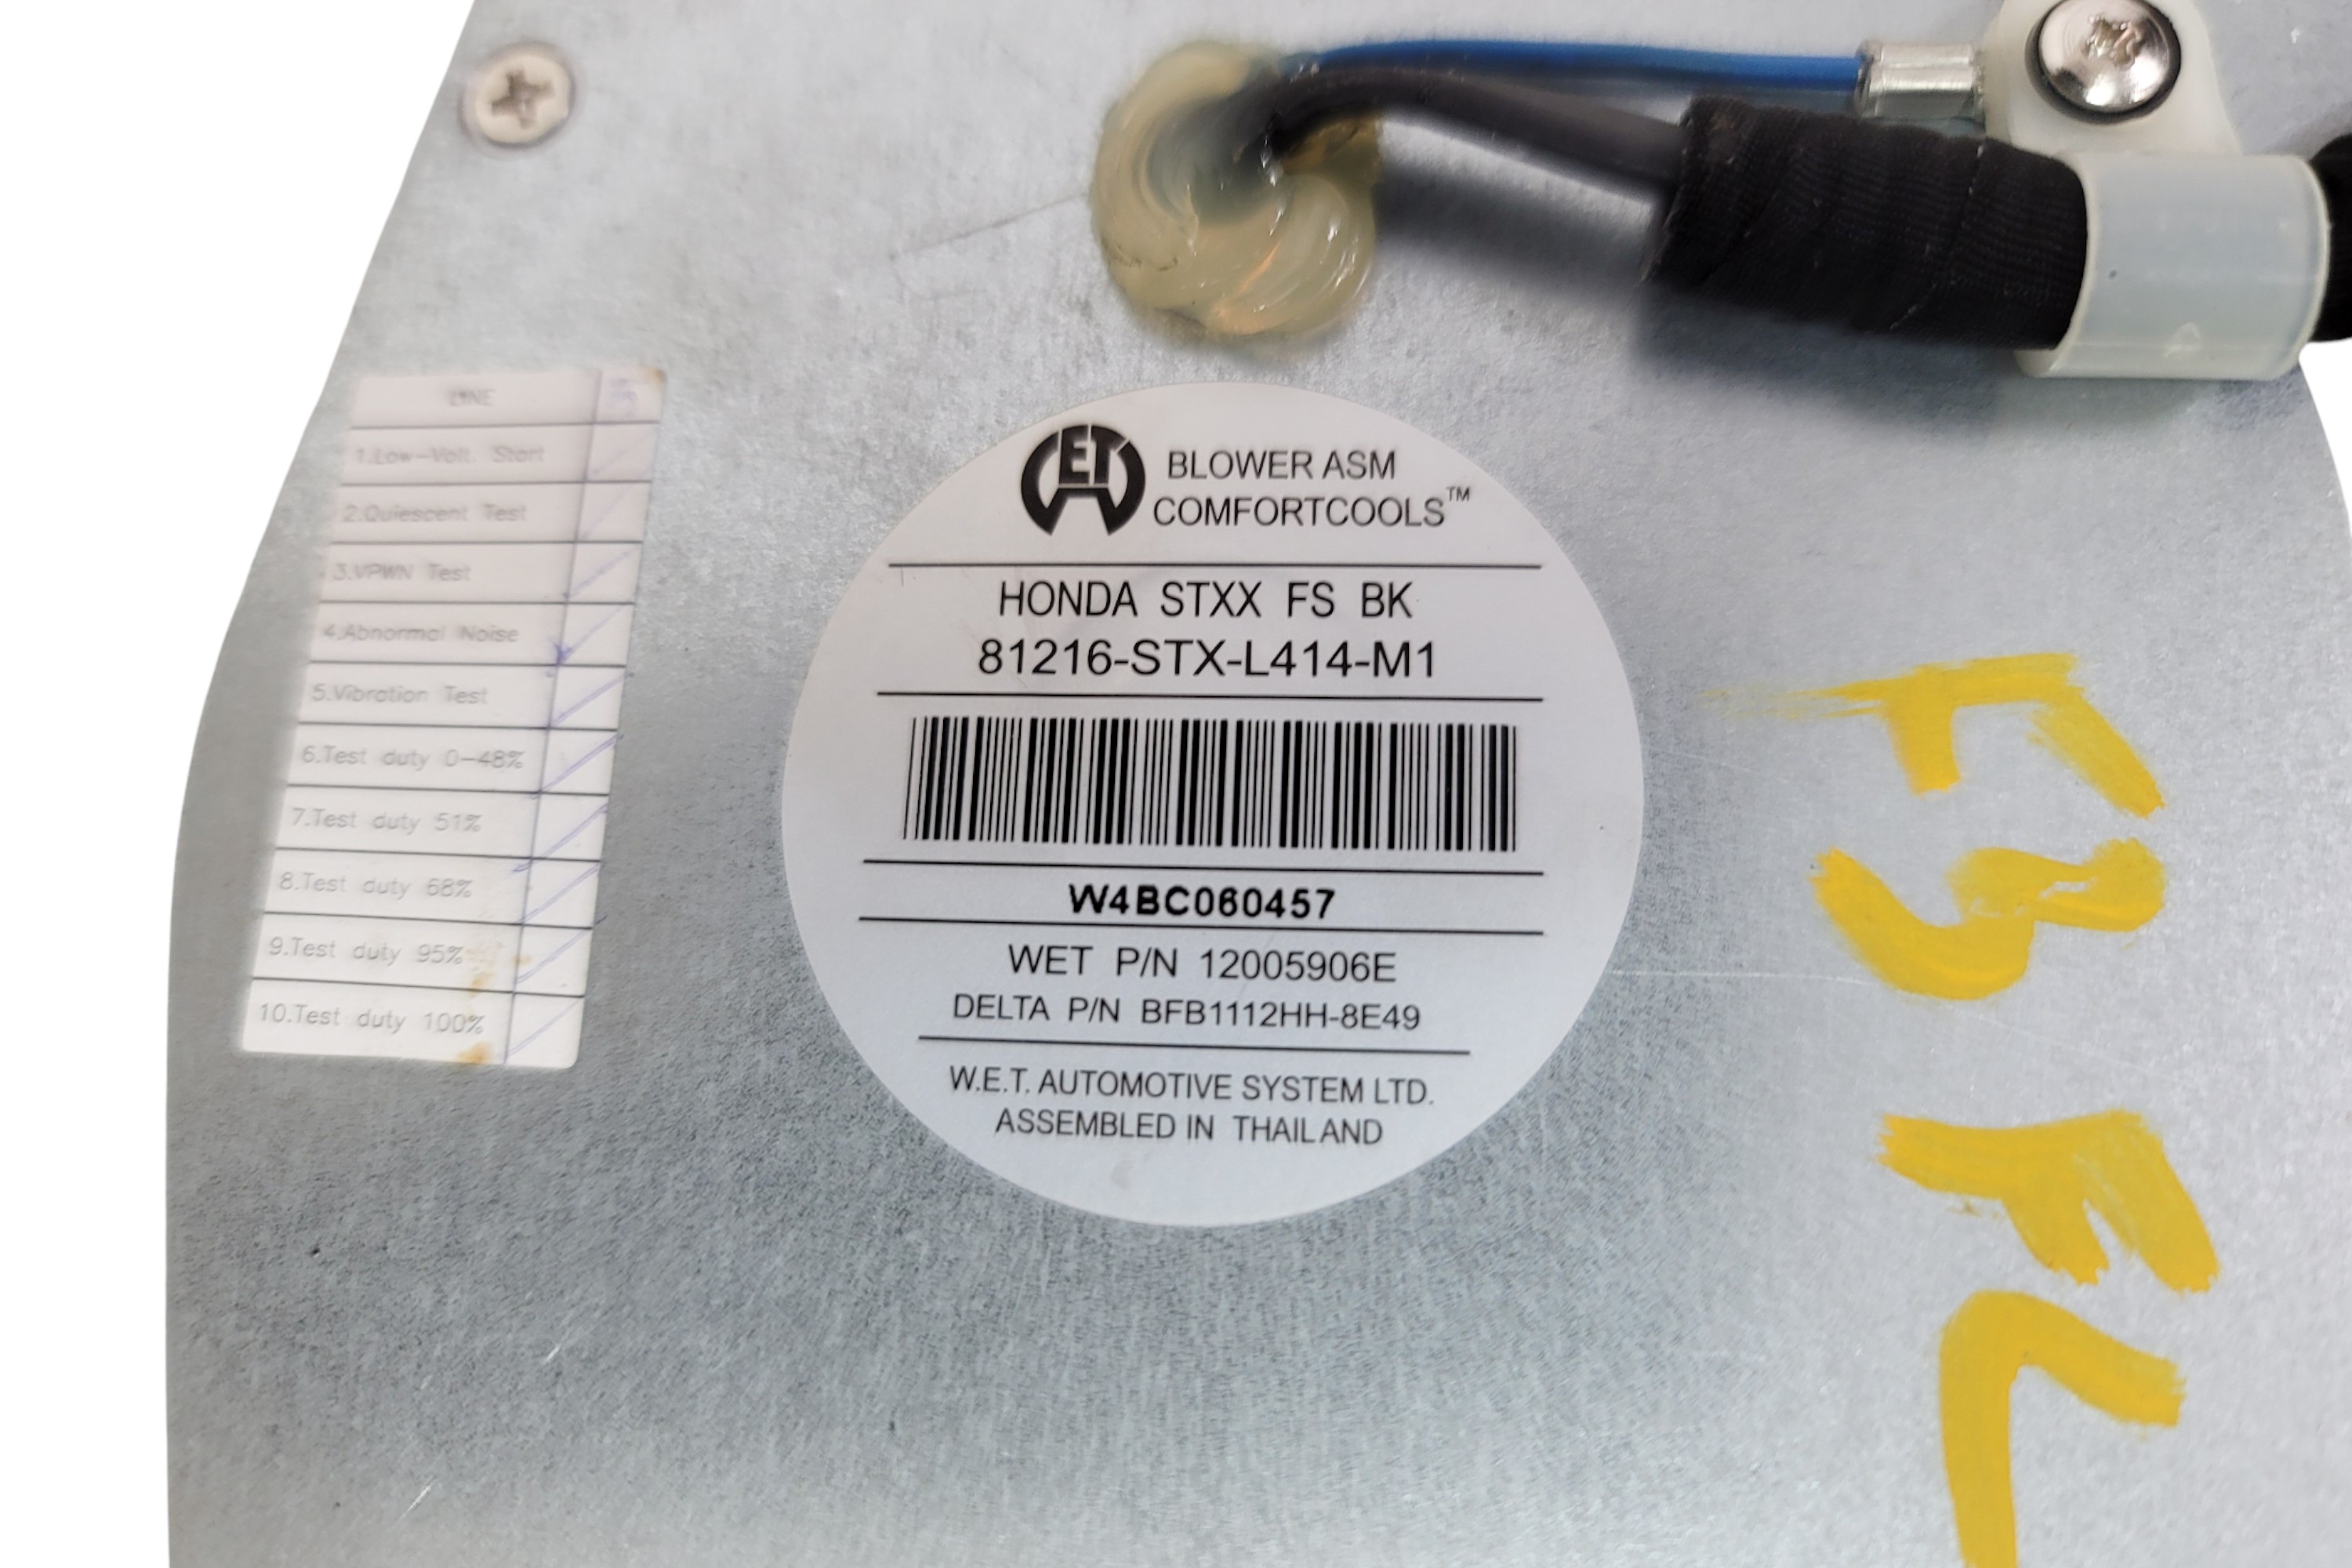 LINE
1.Low-Volt. Start
2.Quiescent Test
3.VPWN Test
4.Abnormal Noise
5.Vibration Test
6.Test duty 0-48%
7.Test duty 51%
8.Test duty 68%
9.Test duty 95%
10.Test duty 100%
WET
BLOWER ASM
COMFORTCOOLS™
HONDA STXX FS BK
81216-STX-L414-M1
W4BC060457
WET P/N 12005906E
DELTA P/N BFB1112HH-8E49
W.E.T. AUTOMOTIVE SYSTEM LTD.
ASSEMBLED IN THAILAND
F3
FL